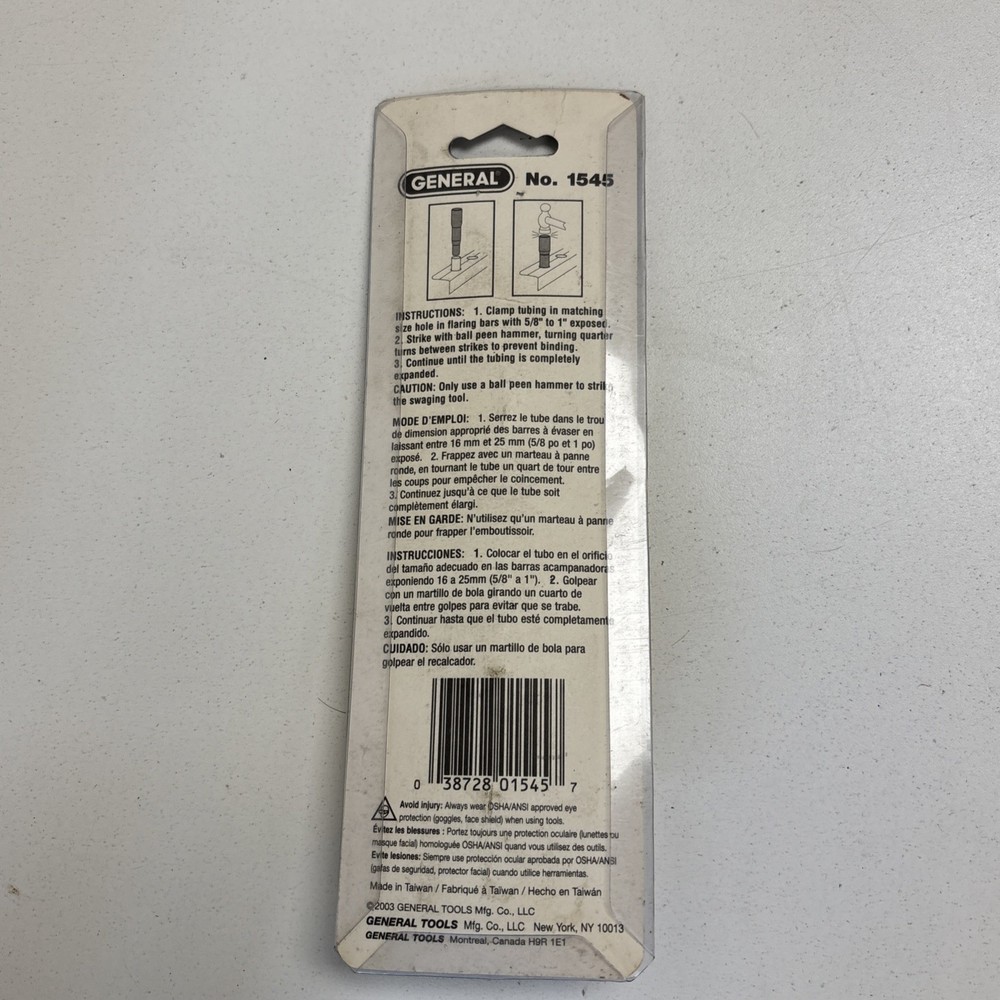 GENERAL No. 1545
INSTRUCTIONS: 1. Clamp tubing in matching
size hole in flaring bars with 5/8" to 1" exposed.
2. Strike with ball peen hammer, turning quarter
turns between strikes to prevent binding.
3. Continue until the tubing is completely
expanded.
CAUTION: Only use a ball peen hammer to strike
the swaging tool.
MODE D'EMPLOI: 1. Serrez le tube dans le trou
de dimension approprié des barres à évaser en
laissant entre 16 mm et 25 mm (5/8 po et 1 po)
exposé. 2. Frappez avec un marteau à panne
ronde, en tournant le tube un quart de tour entre
les coups pour empêcher le coincement.
3. Continuez jusqu'à ce que le tube soit
complètement élargi.
MISE EN GARDE: N'utilisez qu'un marteau à panne
ronde pour frapper l'emboutissoir.
INSTRUCCIONES: 1. Colocar el tubo en el orificio
del tamaño adecuado en las barras acampanadoras
exponiendo 16 a 25mm (5/8" a 1"). 2. Golpear
con un martillo de bola girando un cuarto de
vuelta entre golpes para evitar que se trabe.
3. Continuar hasta que el tubo esté completamente
expandido.
CUIDADO: Sólo usar un martillo de bola para
golpear el recalcador.
0 38728 01545 7
Avoid injury: Always wear OSHA/ANSI approved eye
protection (goggles, face shield) when using tools.
Évitez les blessures : Portez toujours une protection oculaire (lunettes ou
masque facial) homologuée OSHA/ANSI quand vous utilisez des outils.
Evite lesiones: Siempre use protección ocular aprobada por OSHA/ANSI
(gafas de seguridad, protector facial) cuando utilice herramientas.
Made in Taiwan / Fabriqué à Taïwan / Hecho en Taiwán
©2003 GENERAL TOOLS Mfg. Co., LLC
GENERAL TOOLS Mfg. Co., LLC New York, NY 10013
GENERAL TOOLS Montreal, Canada H9R 1E1